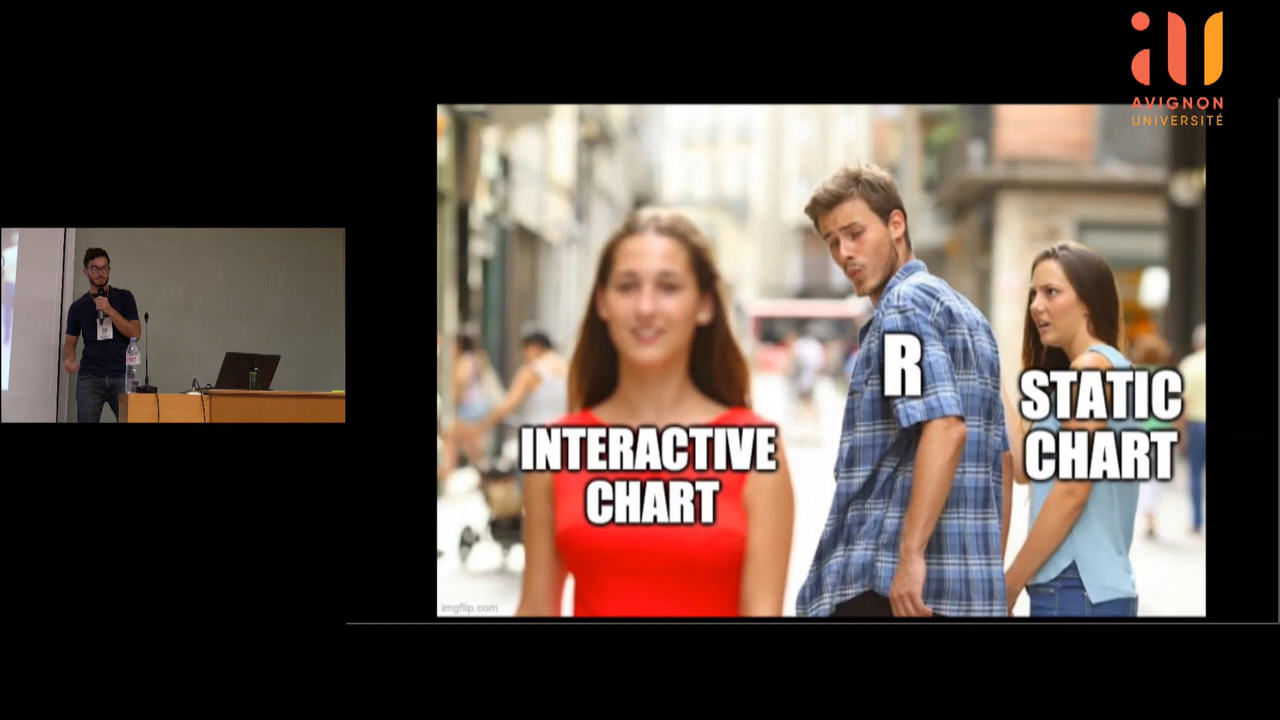 AVIGNON
UNIVERSITÉ
R
STATIC
CHART
INTERACTIVE
CHART
imgflip.com